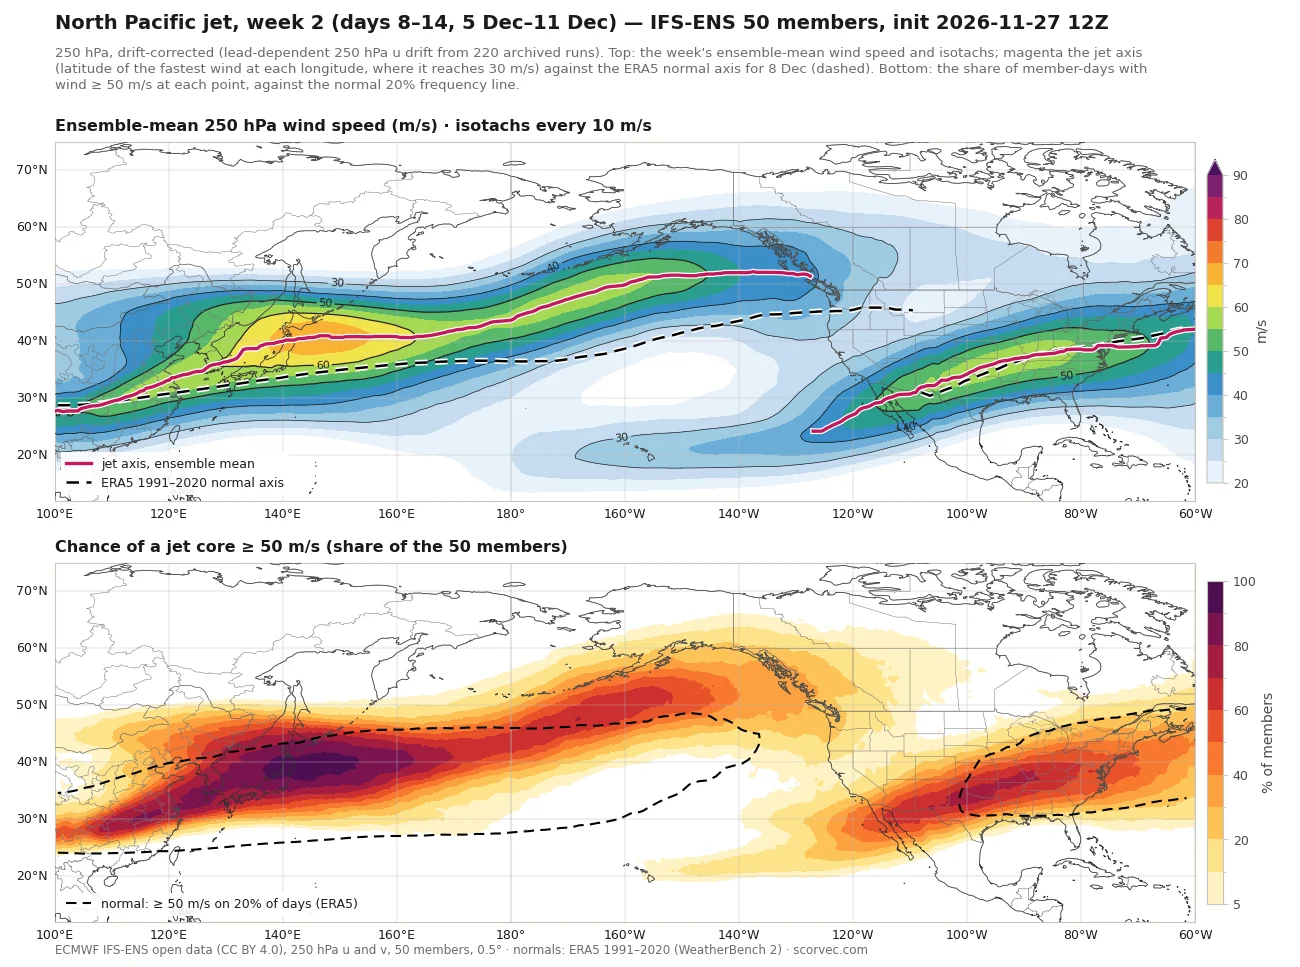 North Pacific jet, week 2 (days 8–14, 5 Dec–11 Dec) — IFS-ENS 50 members, init 2026-11-27 12Z
250 hPa, drift-corrected (lead-dependent 250 hPa u drift from 220 archived runs). Top: the week's ensemble-mean wind speed and isotachs; magenta the jet axis
(latitude of the fastest wind at each longitude, where it reaches 30 m/s) against the ERA5 normal axis for 8 Dec (dashed). Bottom: the share of member-days with
wind ≥ 50 m/s at each point, against the normal 20% frequency line.
Ensemble-mean 250 hPa wind speed (m/s) · isotachs every 10 m/s
70°N
60°N
50°N
40°N
30°N
20°N
30
40
50
60
50
30
40
jet axis, ensemble mean
ERA5 1991–2020 normal axis
100°E 120°E 140°E 160°E 180° 160°W 140°W 120°W 100°W 80°W 60°W
90
80
70
60
50
40
30
20
m/s
Chance of a jet core ≥ 50 m/s (share of the 50 members)
70°N
60°N
50°N
40°N
30°N
20°N
normal: ≥ 50 m/s on 20% of days (ERA5)
100°E 120°E 140°E 160°E 180° 160°W 140°W 120°W 100°W 80°W 60°W
100
80
60
40
20
5
% of members
ECMWF IFS-ENS open data (CC BY 4.0), 250 hPa u and v, 50 members, 0.5° · normals: ERA5 1991–2020 (WeatherBench 2) · scorvec.com